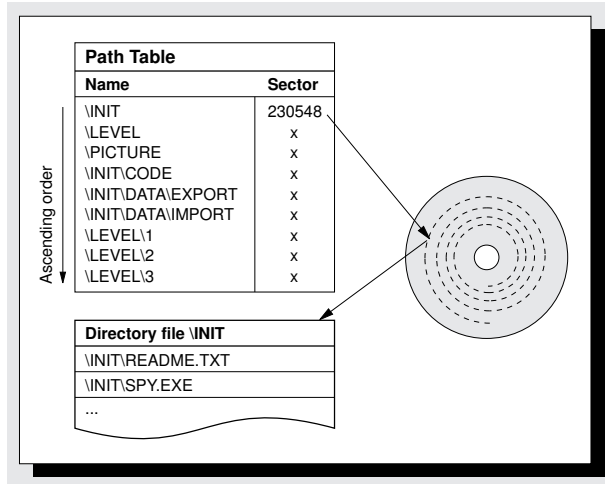 Path Table
Name Sector
\INIT 230548
\LEVEL x
\PICTURE x
\INIT\CODE x
\INIT\DATA\EXPORT x
\INIT\DATA\IMPORT x
\LEVEL\1 x
\LEVEL\2 x
\LEVEL\3 x
Ascending order
Directory file \INIT
\INIT\README.TXT
\INIT\SPY.EXE
...